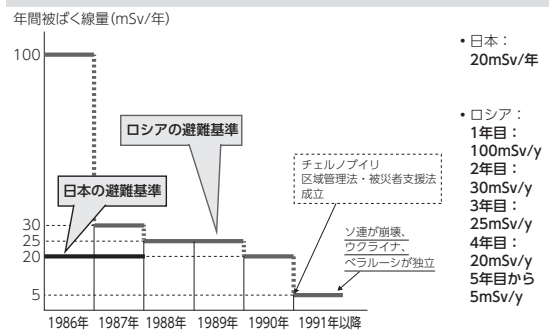 年間被ばく線量(mSv/年)
100
30
25
20
5
ロシアの避難基準
日本の避難基準
チェルノブイリ
区域管理法・被災者支援法
成立
ソ連が崩壊、
ウクライナ、
ベラルーシが独立
1986年 1987年 1988年 1989年 1990年 1991年以降
• 日本：
20mSv/年
• ロシア：
1年目：
100mSv/y
2年目：
30mSv/y
3年目：
25mSv/y
4年目：
20mSv/y
5年目から
5mSv/y